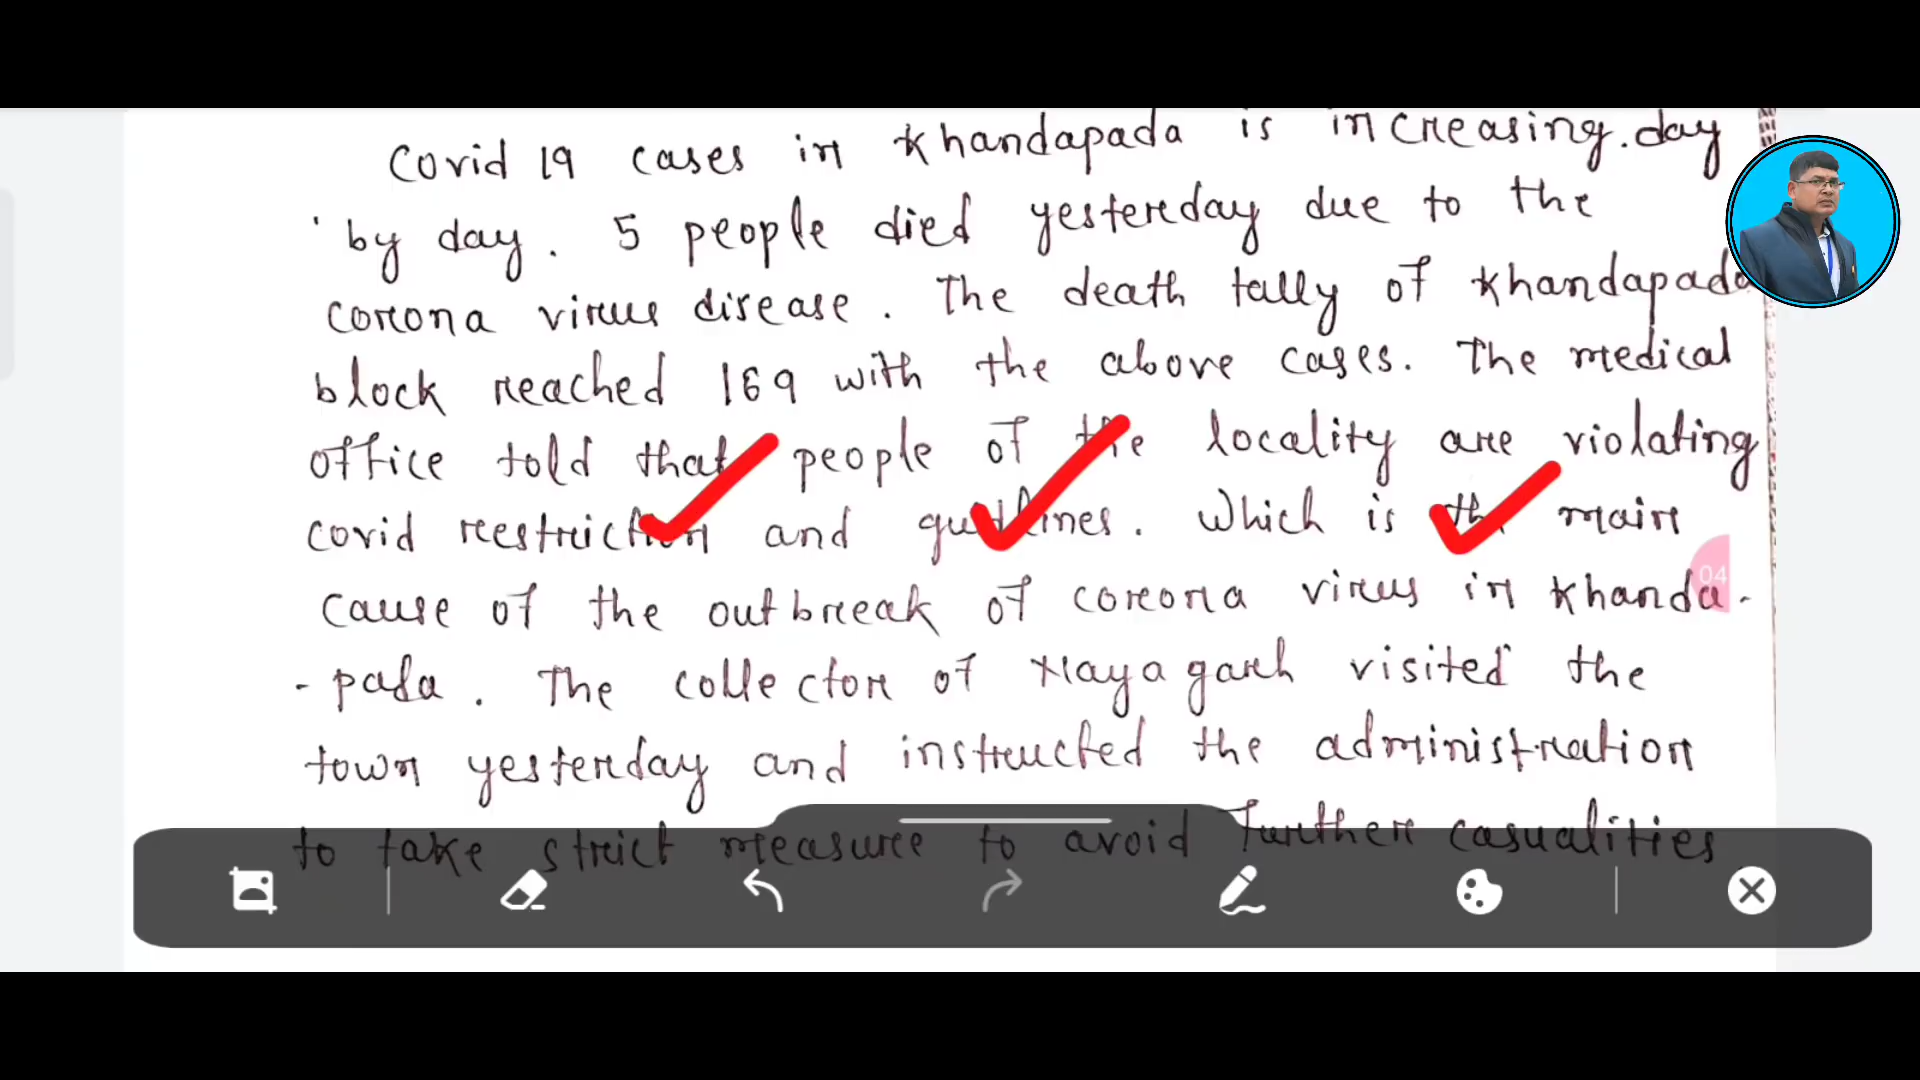 Covid 19 cases in Khandapada is increasing. day
by day. 5 people died yesterday due to the
corona virus disease. The death tally of Khandapada
block reached 169 with the above cases. The medical
office told that people of the locality are violating
covid restriction and guidlines. Which is the main
cause of the outbreak of corona virus in Khanda-
04
-pada. The collector of Nayagarh visited the
town yesterday and instructed the administration
to take strict measure to avoid further casualities